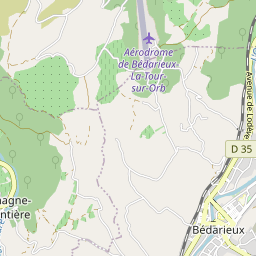 Aérodrome
de Bédarieux-
La Tour-
sur-Orb
Avenue de Lodève
D 35
magne-
ntière
Bédarieux